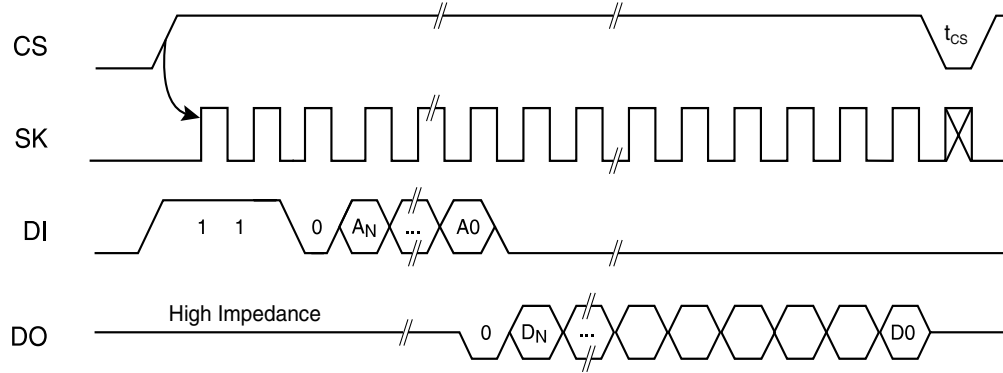 CS
t_CS
SK
DI
1 1 0 A_N ... A0
High Impedance
DO
0 D_N ... D0